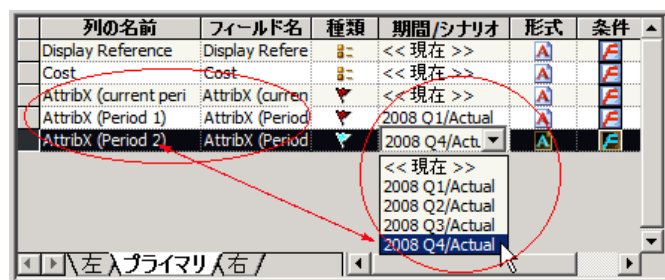 列の名前 フィールド名 種類 期間/シナリオ 形式 条件
Display Reference Display Refere << 現在 >>
Cost Cost << 現在 >>
AttribX (current peri AttribX (curren << 現在 >>
AttribX (Period 1) AttribX (Period 2008 Q1/Actual
AttribX (Period 2) AttribX (Period 2008 Q4/Actu.
<< 現在 >>
2008 Q1/Actual
2008 Q2/Actual
2008 Q3/Actual
2008 Q4/Actual
左 プライマリ 右